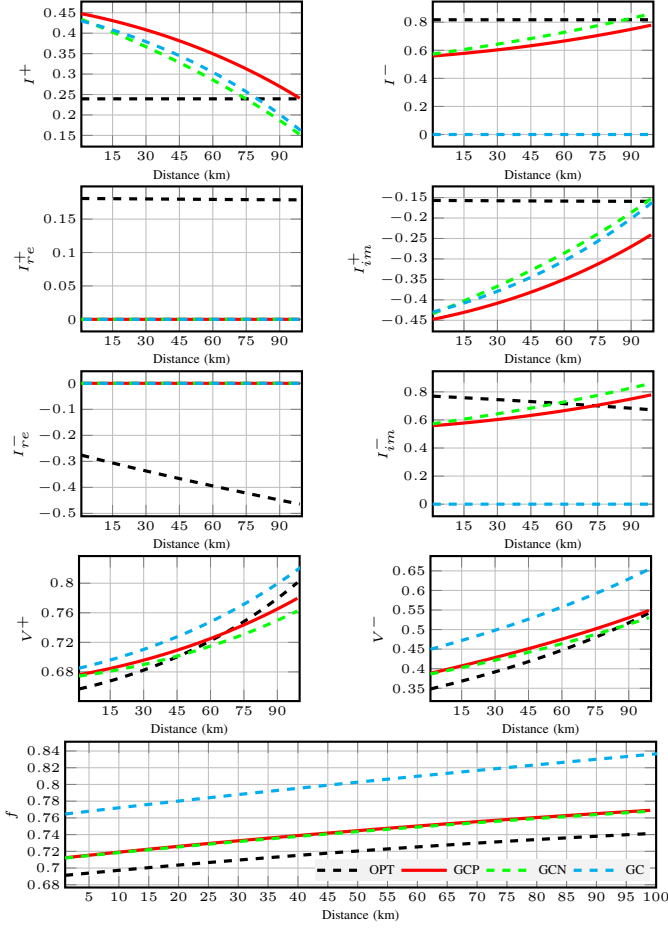 I+
0.45
0.4
0.35
0.3
0.25
0.2
0.15
15 30 45 60 75 90
Distance (km)
I−
0.8
0.6
0.4
0.2
0
15 30 45 60 75 90
Distance (km)
I+re
0.15
0.1
0.05
0
15 30 45 60 75 90
Distance (km)
I+im
−0.15
−0.2
−0.25
−0.3
−0.35
−0.4
−0.45
15 30 45 60 75 90
Distance (km)
I−re
0
−0.1
−0.2
−0.3
−0.4
−0.5
15 30 45 60 75 90
Distance (km)
I−im
0.8
0.6
0.4
0.2
0
15 30 45 60 75 90
Distance (km)
V+
0.8
0.76
0.72
0.68
15 30 45 60 75 90
Distance (km)
V−
0.65
0.6
0.55
0.5
0.45
0.4
0.35
15 30 45 60 75 90
Distance (km)
f
0.84
0.82
0.8
0.78
0.76
0.74
0.72
0.7
0.68
OPT GCP GCN GC
5 10 15 20 25 30 35 40 45 50 55 60 65 70 75 80 85 90 95 100
Distance (km)